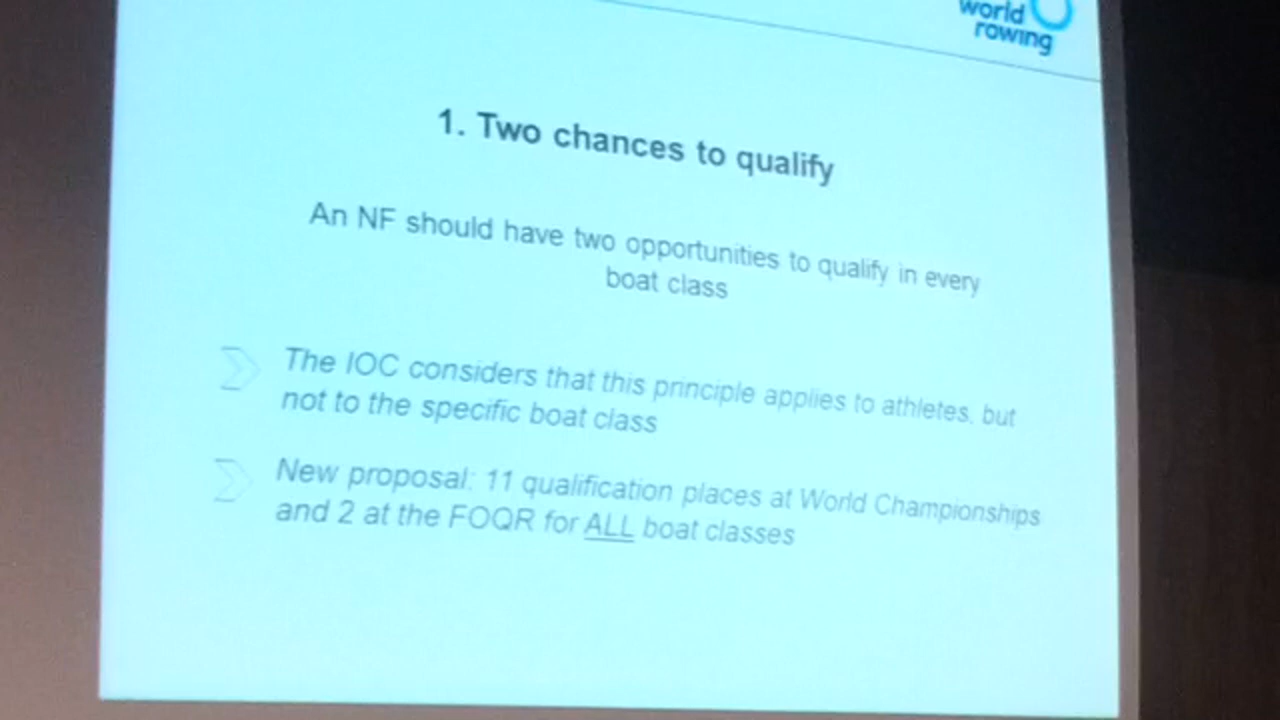 world
rowing
1. Two chances to qualify
An NF should have two opportunities to qualify in every
boat class
The IOC considers that this principle applies to athletes, but
not to the specific boat class
New proposal: 11 qualification places at World Championships
and 2 at the FOQR for ALL boat classes